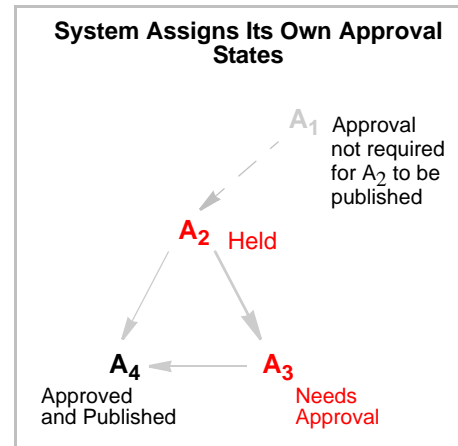 System Assigns Its Own Approval
States
A1 Approval
not required
for A2 to be
published
A2 Held
A4
Approved
and Published
A3
Needs
Approval